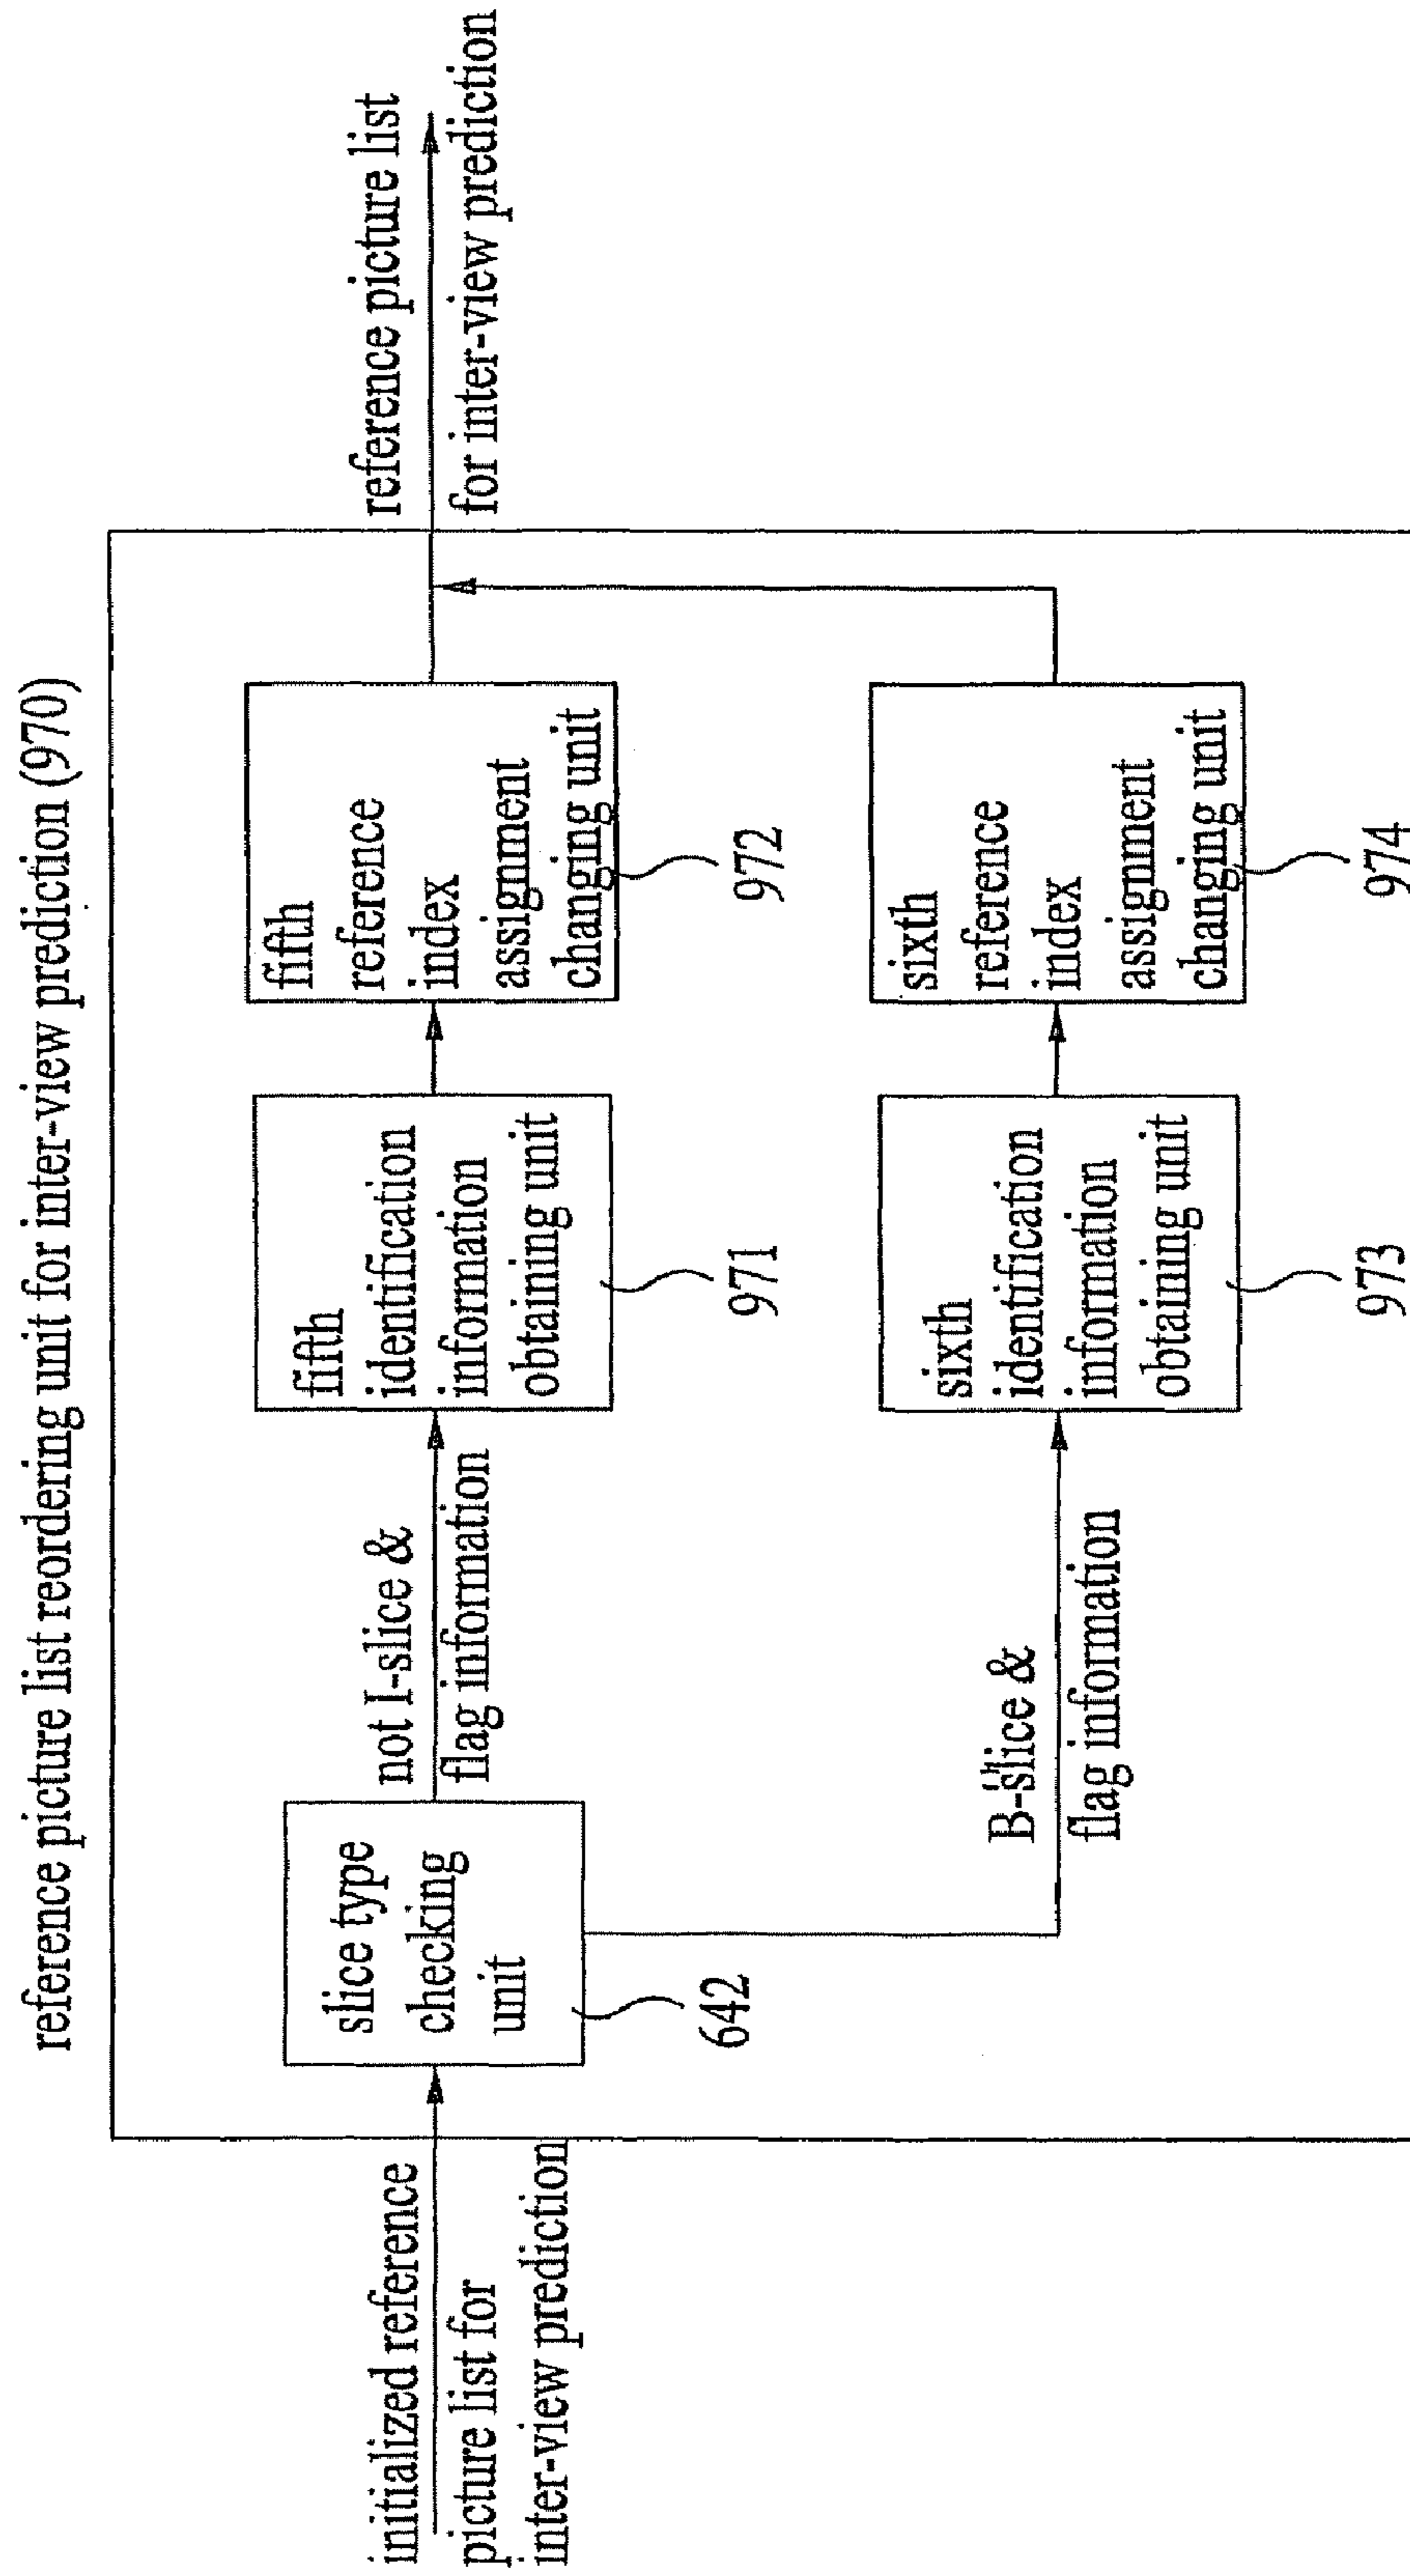 reference picture list reordering unit for inter-view prediction (970)
initialized reference
picture list for
inter-view prediction
slice type
checking
unit
642
not I-slice &
flag information
fifth
identification
information
obtaining unit
971
fifth
reference
index
assignment
changing unit
972
reference picture list
for inter-view prediction
B-slice &
flag information
sixth
identification
information
obtaining unit
973
sixth
reference
index
assignment
changing unit
974